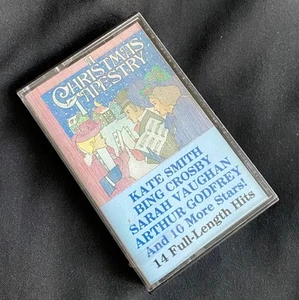 A
CHRISTMAS
TAPESTRY
KATE SMITH
BING CROSBY
SARAH VAUGHAN
ARTHUR GODFREY
And 10 More Stars!
14 Full-Length Hits